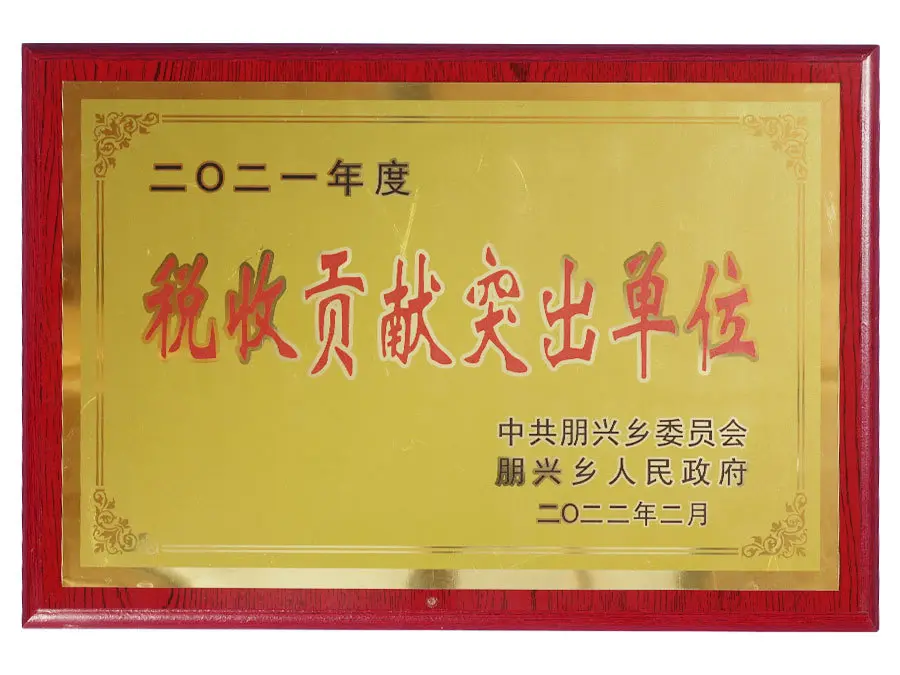 二〇二一年度
税收贡献突出单位
中共朋兴乡委员会
朋兴乡人民政府
二〇二二年二月